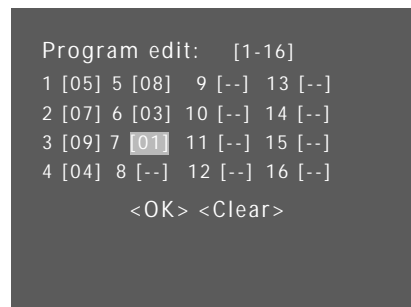 Program edit: [1-16]
1 [05] 5 [08] 9 [--] 13 [--]
2 [07] 6 [03] 10 [--] 14 [--]
3 [09] 7 [01] 11 [--] 15 [--]
4 [04] 8 [--] 12 [--] 16 [--]
<OK> <Clear>